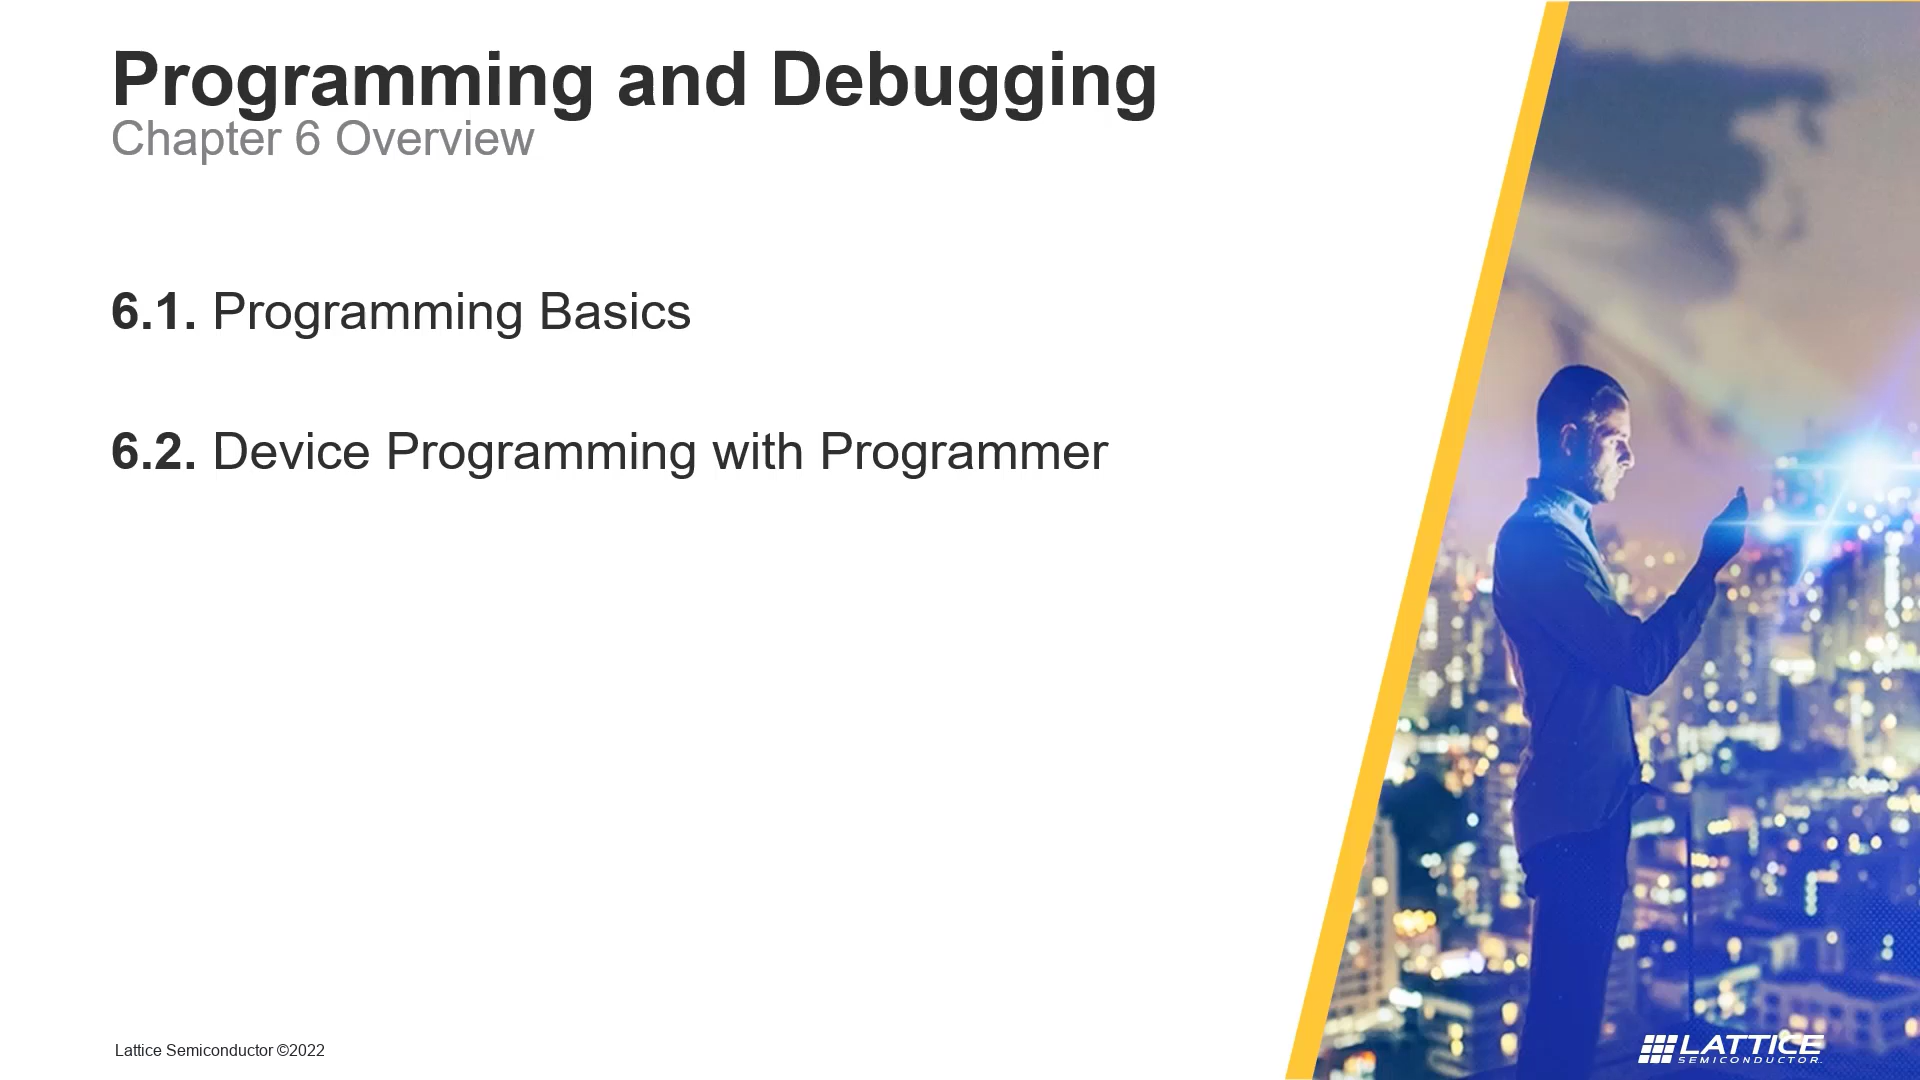 Programming and Debugging
Chapter 6 Overview
6.1. Programming Basics
6.2. Device Programming with Programmer
Lattice Semiconductor ©2022
LATTICE
SEMICONDUCTOR.